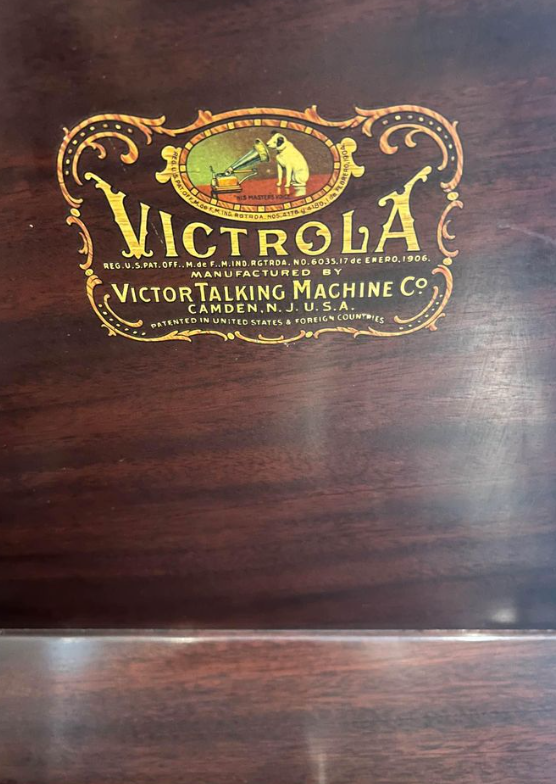 HIS MASTERS VOICE
VICTROLA
REG. U.S. PAT. OFF., M. de F., M. IND. RGTRDA. NO. 6035, 17 de ENERO, 1906.
MANUFACTURED BY
VICTOR TALKING MACHINE Co
CAMDEN, N. J. U. S. A.
PATENTED IN UNITED STATES & FOREIGN COUNTRIES